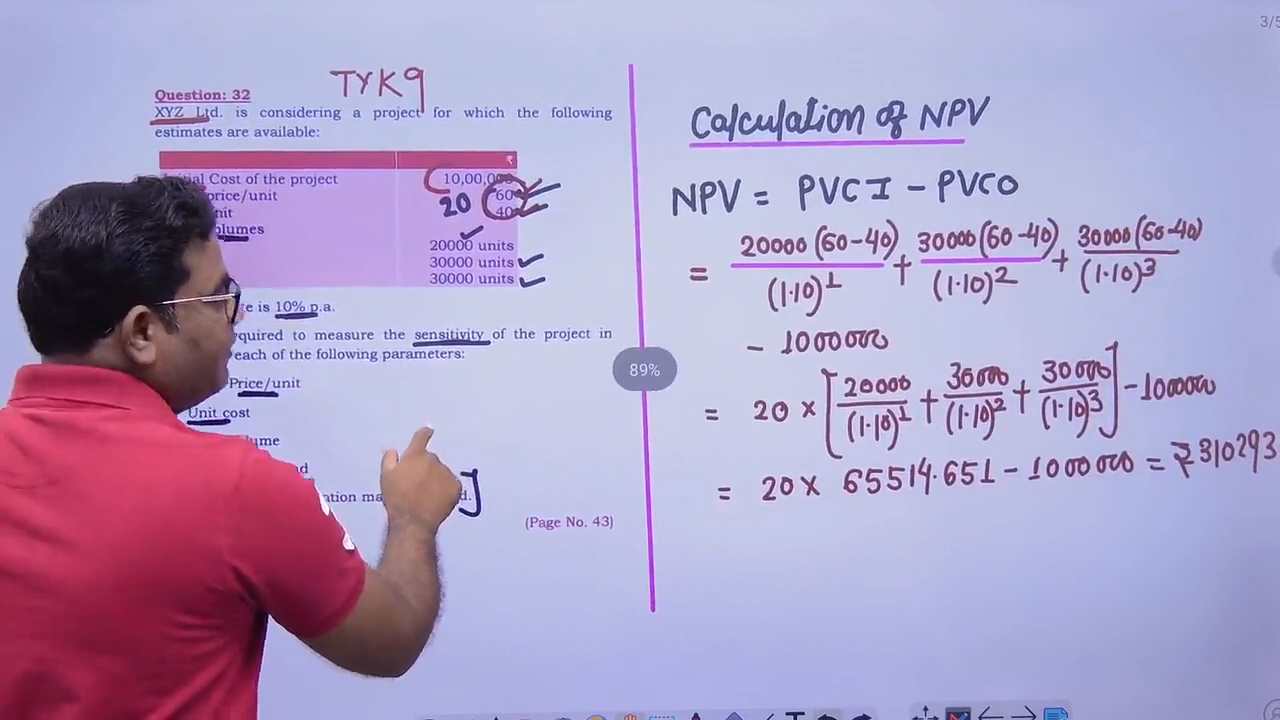 3/5
TYK9
Question: 32
XYZ Ltd. is considering a project for which the following
estimates are available:
₹
Cost of the project 10,00,000
price/unit 20 60
40
20000 units
30000 units
30000 units
is 10% p.a.
to measure the sensitivity of the project in
each of the following parameters:
Price/unit
Unit cost
(Page No. 43)
89%
Calculation of NPV
NPV = PVCI - PVCO
= 20000(60-40)/(1.10)^1 + 30000(60-40)/(1.10)^2 + 30000(60-40)/(1.10)^3
- 1000000
= 20 × [20000/(1.10)^1 + 30000/(1.10)^2 + 30000/(1.10)^3] - 1000000
= 20 × 65514.651 - 1000000 = ₹310293